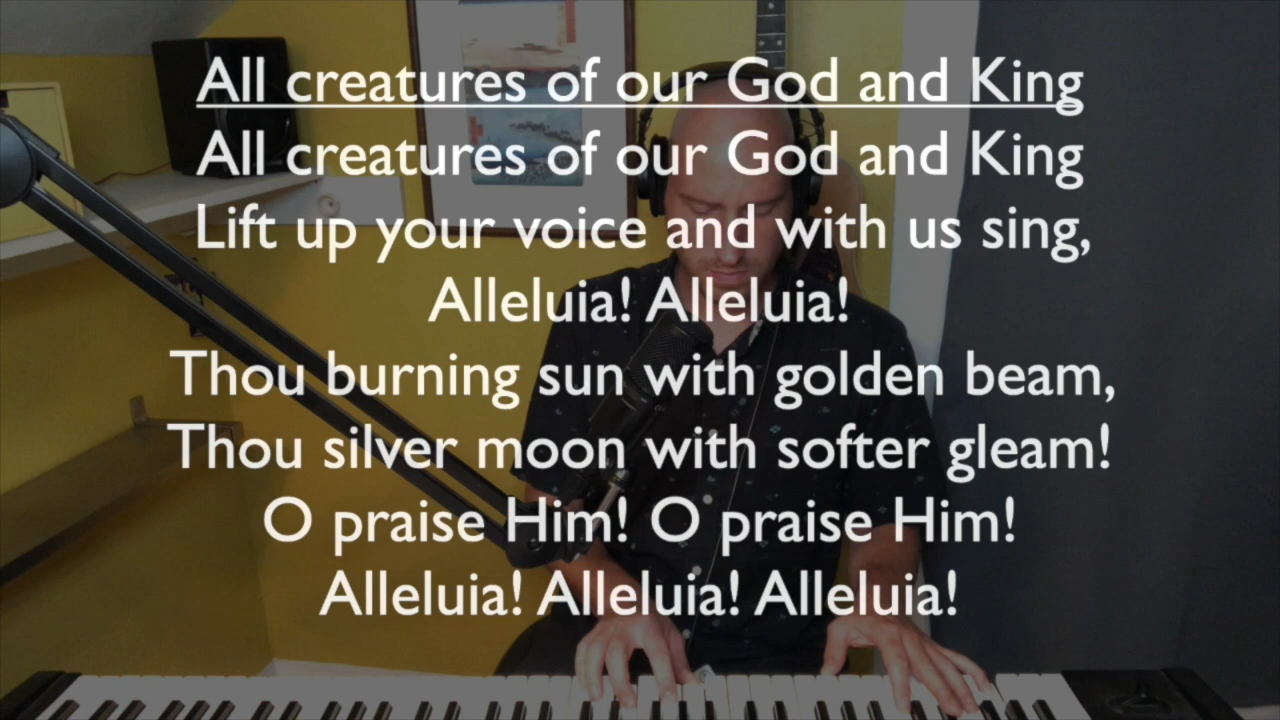 All creatures of our God and King
All creatures of our God and King
Lift up your voice and with us sing,
Alleluia! Alleluia!
Thou burning sun with golden beam,
Thou silver moon with softer gleam!
O praise Him! O praise Him!
Alleluia! Alleluia! Alleluia!